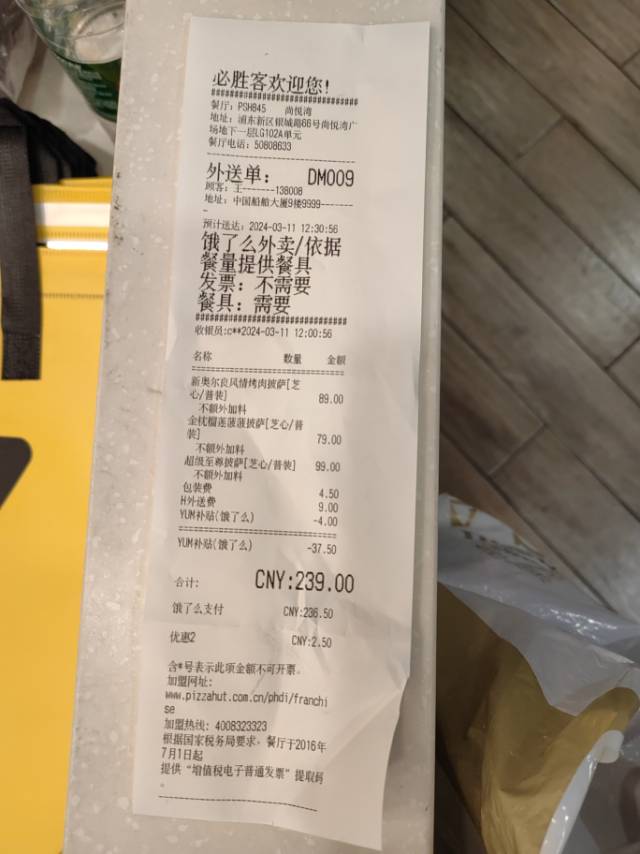 必胜客欢迎您!
####################################
餐厅: PSH845 尚悦湾
地址: 浦东新区银城路66号尚悦湾广
场地下一层LG102A单元
餐厅电话: 50808633
外送单: DM009
顾客: 王-------138008
地址: 中国船舶大厦9楼9999-------
-
预计送达: 2024-03-11 12:30:56
饿了么外卖/依据
餐量提供餐具
发票: 不需要
餐具: 需要
####################################
收银员:c**2024-03-11 12:00:56
名称 数量 金额
====================================
新奥尔良风情烤肉披萨[芝
心/普装] 89.00
不额外加料
金枕榴莲菠菠披萨[芝心/普
装] 79.00
不额外加料
超级至尊披萨[芝心/普装] 99.00
不额外加料
包装费 4.50
H外送费 9.00
YUM补贴(饿了么) -4.00
====================================
YUM补贴(饿了么) -37.50
合计: CNY:239.00
饿了么支付 CNY:236.50
优惠2 CNY:2.50
含*号表示此项金额不可开票。
加盟网址:
www.pizzahut.com.cn/phdi/franchi
se
加盟热线: 4008323323
根据国家税务局要求, 餐厅于2016年
7月1日起
提供“增值税电子普通发票”提取码
。